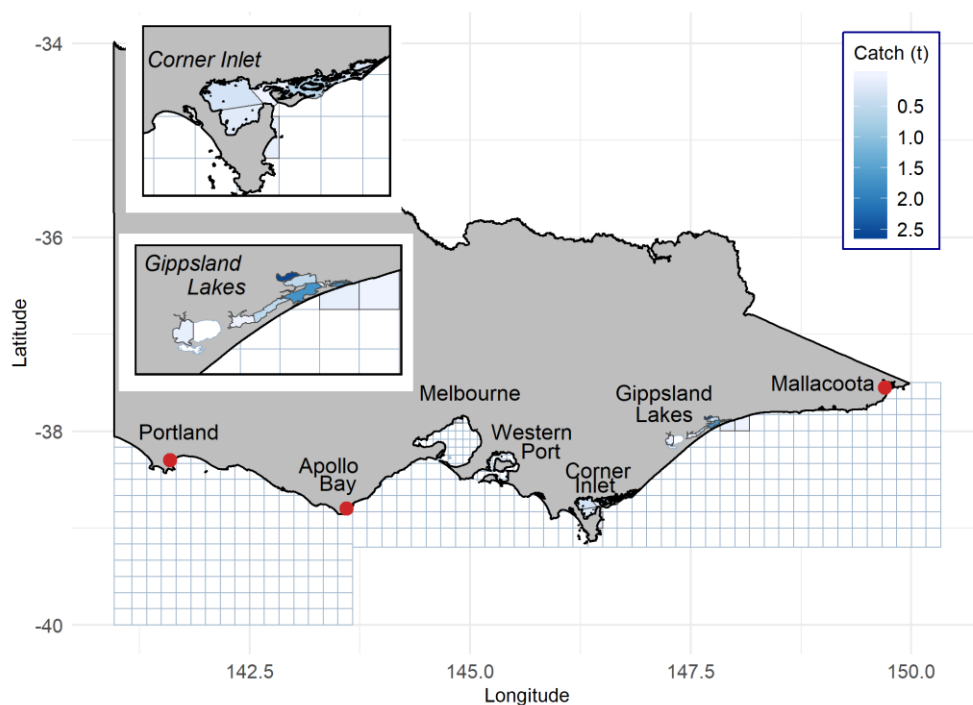 -34
-36
-38
-40
Latitude
Corner Inlet
Gippsland
Lakes
Catch (t)
0.5
1.0
1.5
2.0
2.5
Melbourne
Gippsland
Lakes
Mallacoota
Portland
Western
Port
Apollo
Bay
Corner
Inlet
142.5
145.0
147.5
150.0
Longitude